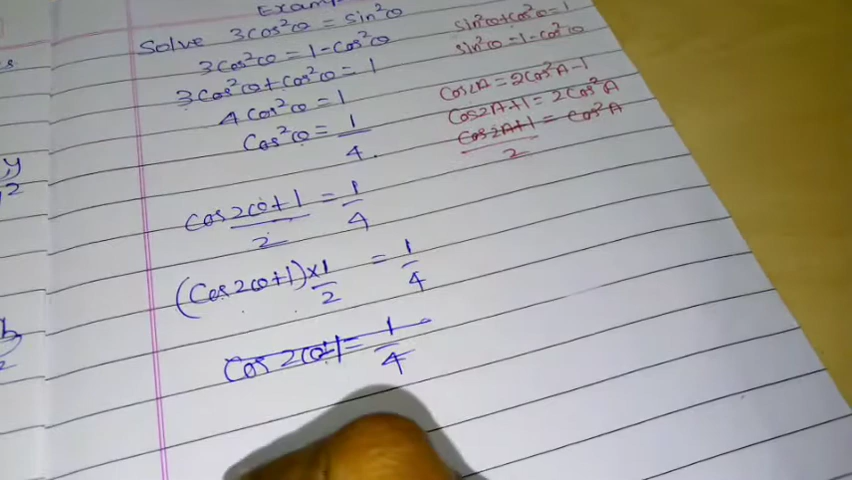 Exam
Solve 3cos²θ = sin²θ
3cos²θ = 1-cos²θ
3cos²θ+cos²θ = 1
4cos²θ = 1
cos²θ = 1/4.
cos2θ+1/2 = 1/4
(cos2θ+1)×1/2 = 1/4
cos2θ+1 = 1/4
sin²θ+cos²θ=1
sin²θ = 1-cos²θ
cos2A = 2cos²A-1
cos2A+1 = 2cos²A
cos2A+1/2 = cos²A